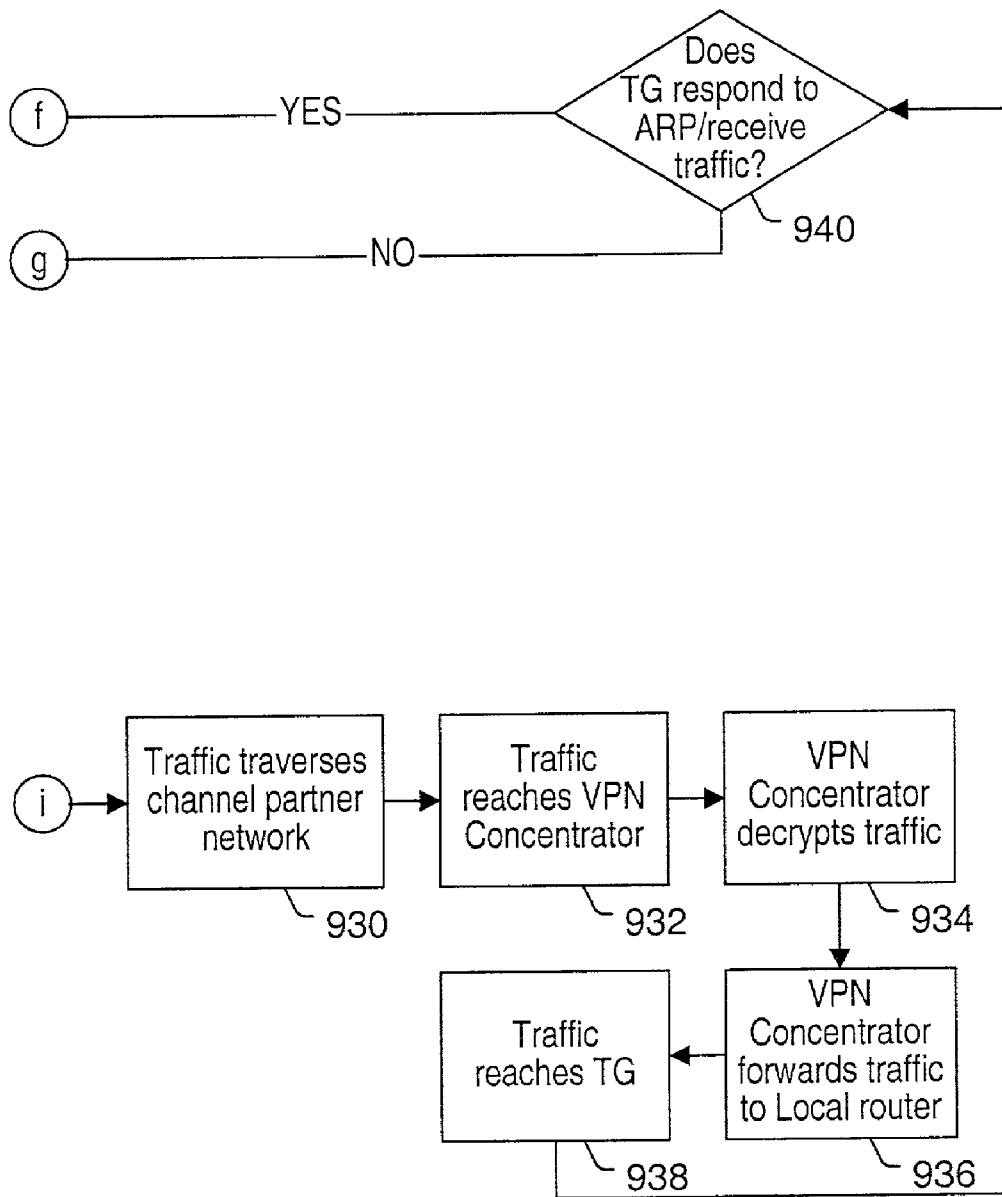 Does
TG respond to
ARP/receive
traffic?
f
YES
940
g
NO
i
Traffic traverses
channel partner
network
930
Traffic
reaches VPN
Concentrator
932
VPN
Concentrator
decrypts traffic
934
Traffic
reaches TG
938
VPN
Concentrator
forwards traffic
to Local router
936